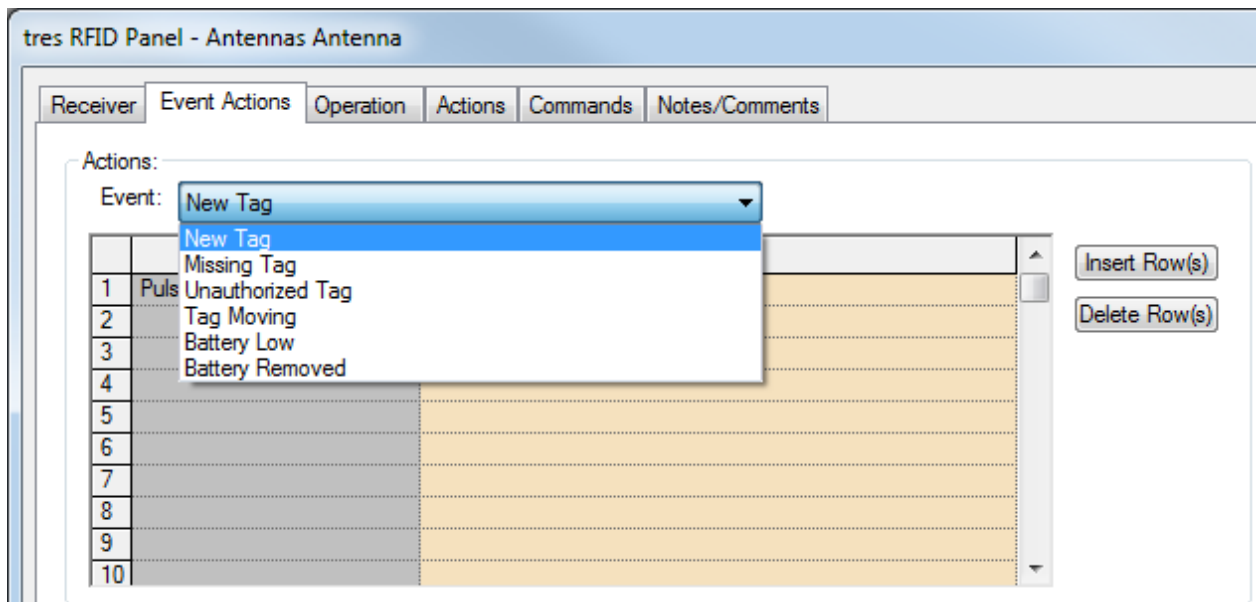 tres RFID Panel - Antennas Antenna
Receiver Event Actions Operation Actions Commands Notes/Comments
Actions:
Event: New Tag
New Tag
Missing Tag
Unauthorized Tag
Tag Moving
Battery Low
Battery Removed
Insert Row(s)
Delete Row(s)
1 Puls
2
3
4
5
6
7
8
9
10